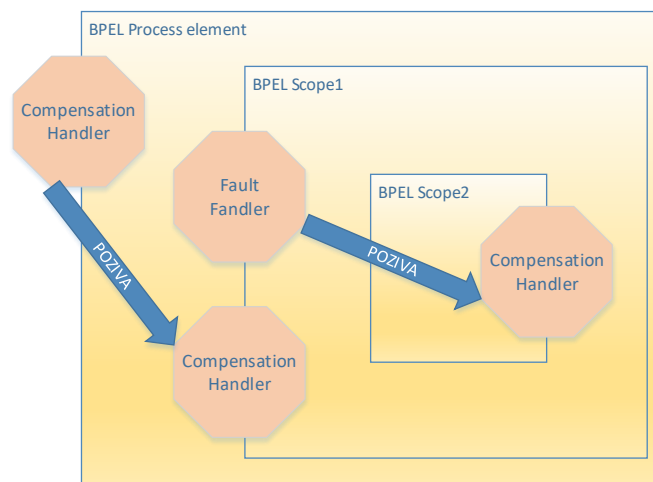 BPEL Process element
BPEL Scope1
Compensation
Handler
Fault
Fandler
BPEL Scope2
POZIVA
POZIVA
Compensation
Handler
Compensation
Handler